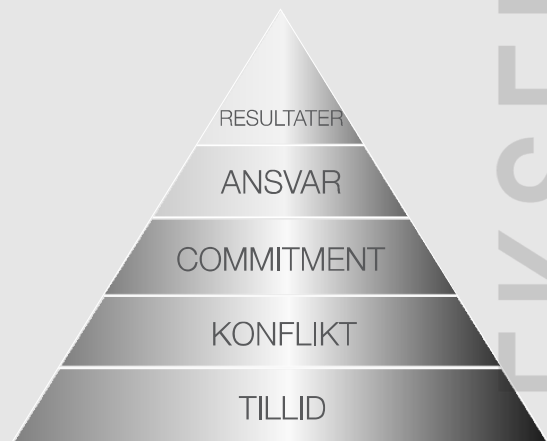 RESULTATER
ANSVAR
COMMITMENT
KONFLIKT
TILLID